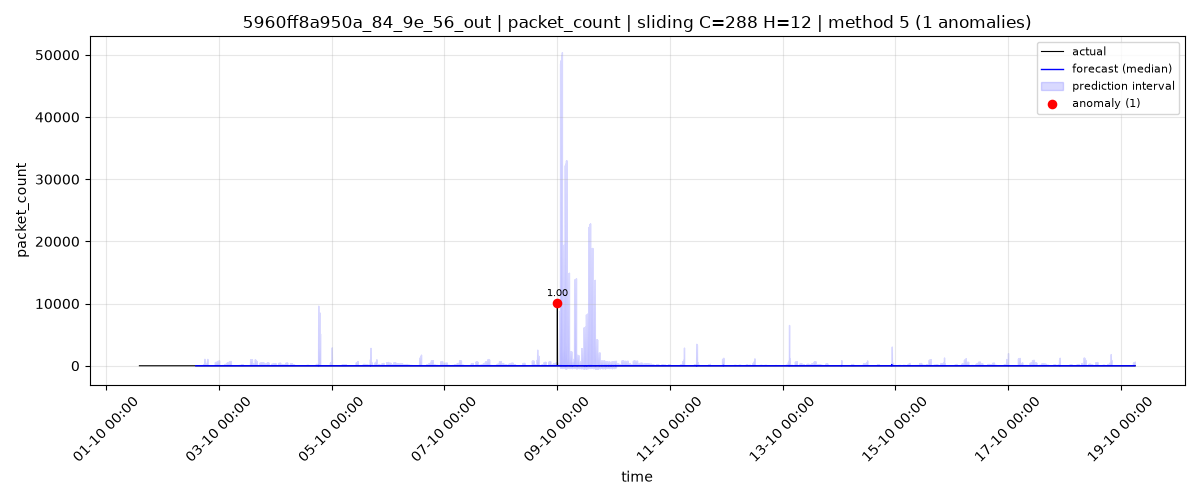 5960ff8a950a_84_9e_56_out | packet_count | sliding C=288 H=12 | method 5 (1 anomalies)
actual
forecast (median)
prediction interval
anomaly (1)
packet_count
50000
40000
30000
20000
10000
0
1.00
01-10 00:00
03-10 00:00
05-10 00:00
07-10 00:00
09-10 00:00
11-10 00:00
13-10 00:00
15-10 00:00
17-10 00:00
19-10 00:00
time